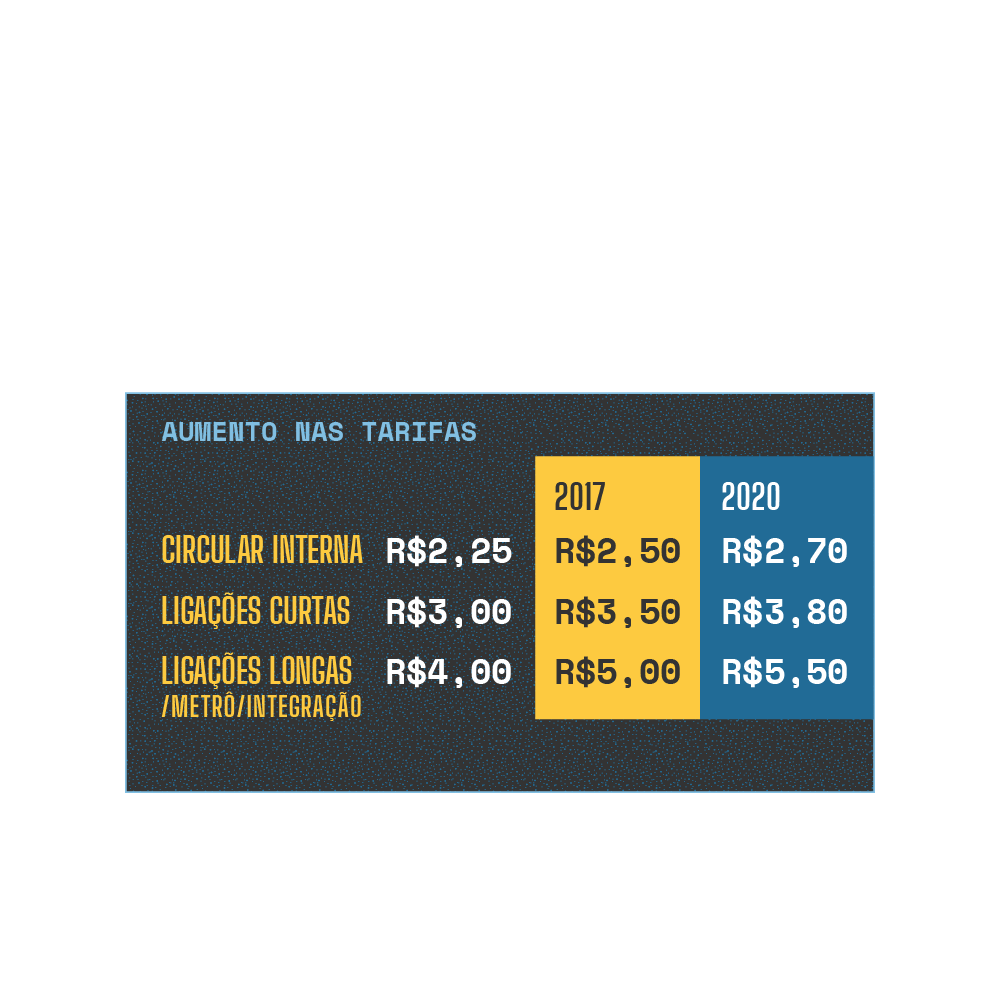 AUMENTO NAS TARIFAS
2017 2020
CIRCULAR INTERNA R$2,25 R$2,50 R$2,70
LIGAÇÕES CURTAS R$3,00 R$3,50 R$3,80
LIGAÇÕES LONGAS R$4,00 R$5,00 R$5,50
/METRÔ/INTEGRAÇÃO